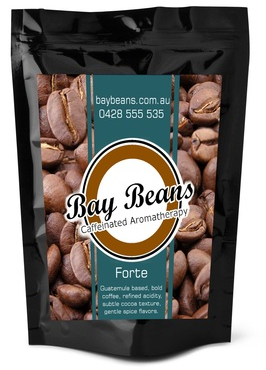 baybeans.com.au
0428 555 535
Bay Beans
Caffeinated Aromatherapy
Forte
Guatemula based, bold
coffee, refined acidity,
subtle cocoa texture,
gentle spice flavors.